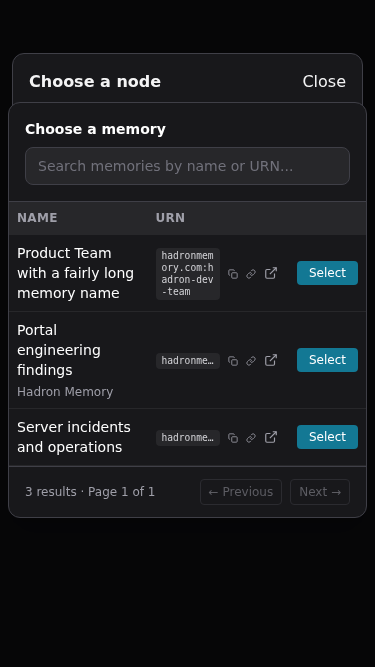 Choose a node
Close
Choose a memory
Search memories by name or URN...
NAME
URN
Product Team
with a fairly long
memory name
hadronmem
ory.com:h
adron-dev
-team
Select
Portal
engineering
findings
Hadron Memory
hadronme…
Select
Server incidents
and operations
hadronme…
Select
3 results · Page 1 of 1
← Previous
Next →